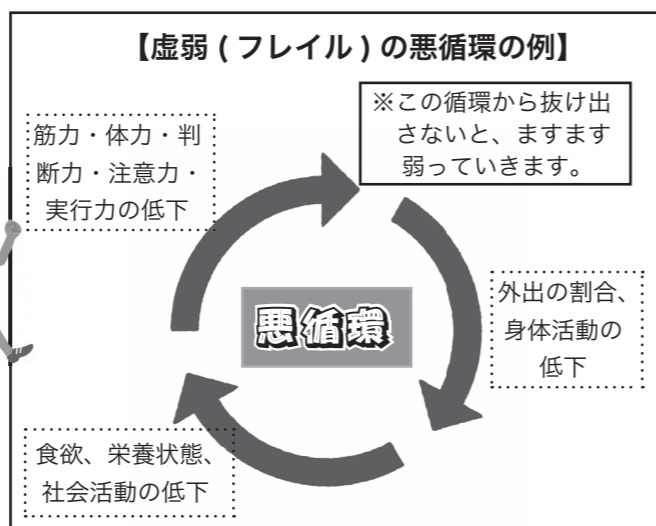 【虚弱(フレイル)の悪循環の例】
※この循環から抜け出
さないと、ますます
弱っていきます。
筋力・体力・判
断力・注意力・
実行力の低下
外出の割合、
身体活動の
低下
悪循環
食欲、栄養状態、
社会活動の低下